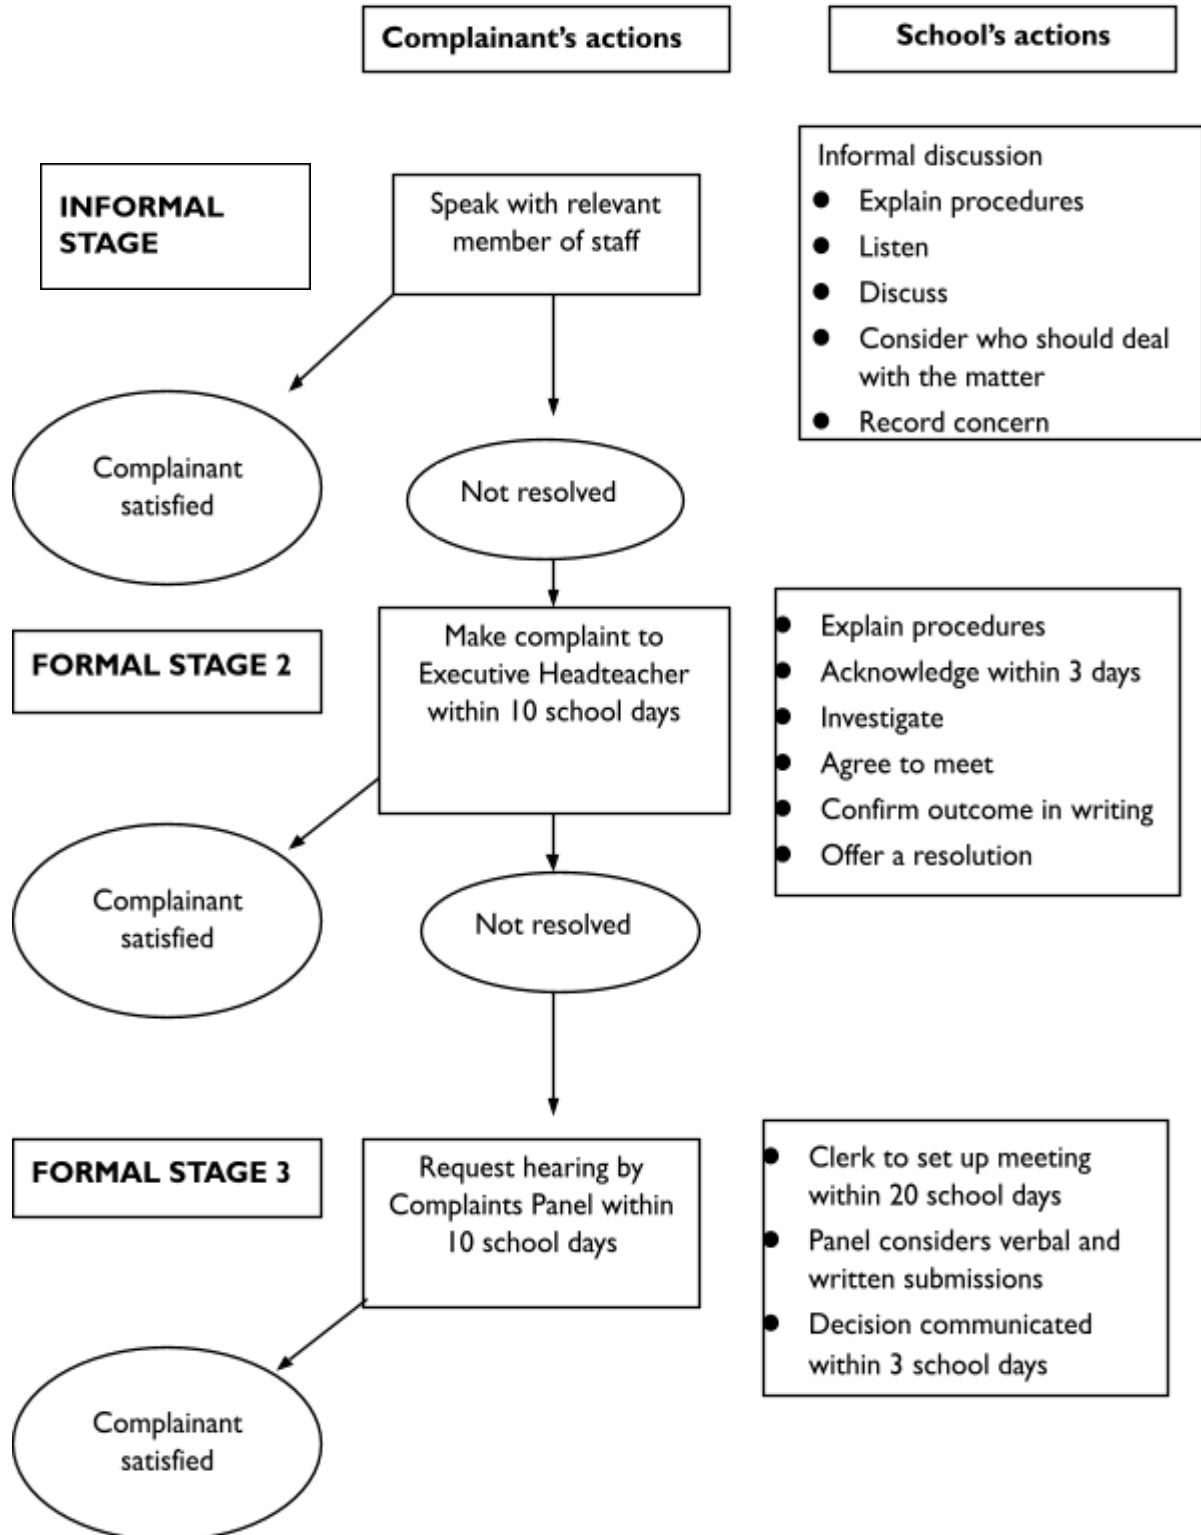 Complainant’s actions
School’s actions
INFORMAL
STAGE
Speak with relevant
member of staff
Informal discussion
● Explain procedures
● Listen
● Discuss
● Consider who should deal
with the matter
● Record concern
Complainant
satisfied
Not resolved
FORMAL STAGE 2
Make complaint to
Executive Headteacher
within 10 school days
● Explain procedures
● Acknowledge within 3 days
● Investigate
● Agree to meet
● Confirm outcome in writing
● Offer a resolution
Complainant
satisfied
Not resolved
FORMAL STAGE 3
Request hearing by
Complaints Panel within
10 school days
● Clerk to set up meeting
within 20 school days
● Panel considers verbal and
written submissions
● Decision communicated
within 3 school days
Complainant
satisfied